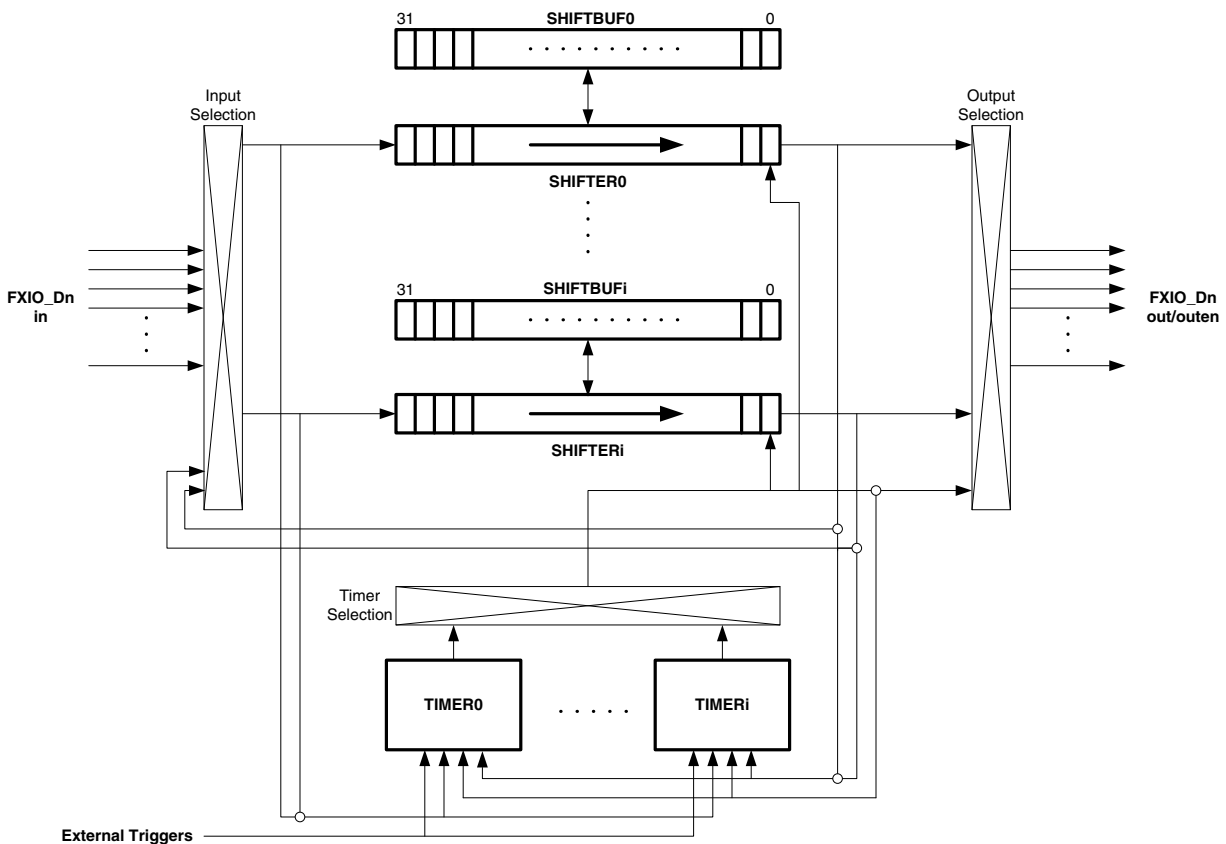 31 SHIFTBUF0 0
Input
Selection
Output
Selection
SHIFTER0
31 SHIFTBUFi 0
FXIO_Dn
in
FXIO_Dn
out/outen
SHIFTERi
Timer
Selection
TIMER0
TIMERi
External Triggers